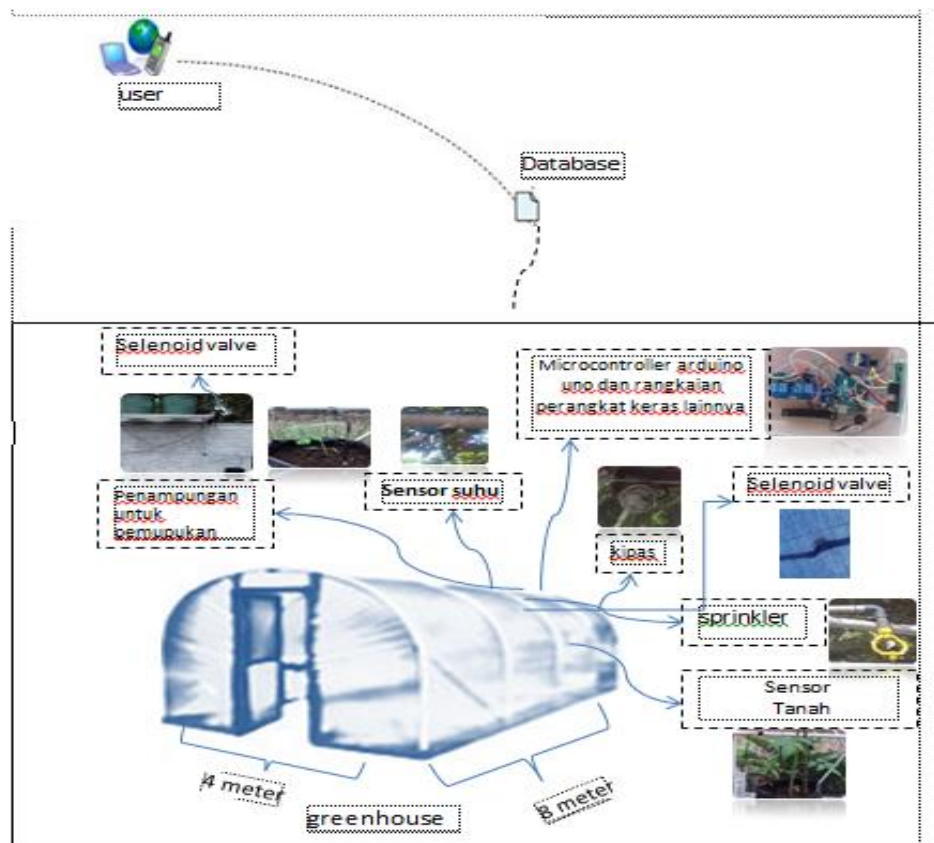 user
Database
Selenoid valve
Microcontroller arduino
uno dan rangkaian
perangkat keras lainnya
Penampungan
untuk
pemupukan
Sensor suhu
Selenoid valve
kipas
sprinkler
Sensor
Tanah
4 meter
8 meter
greenhouse